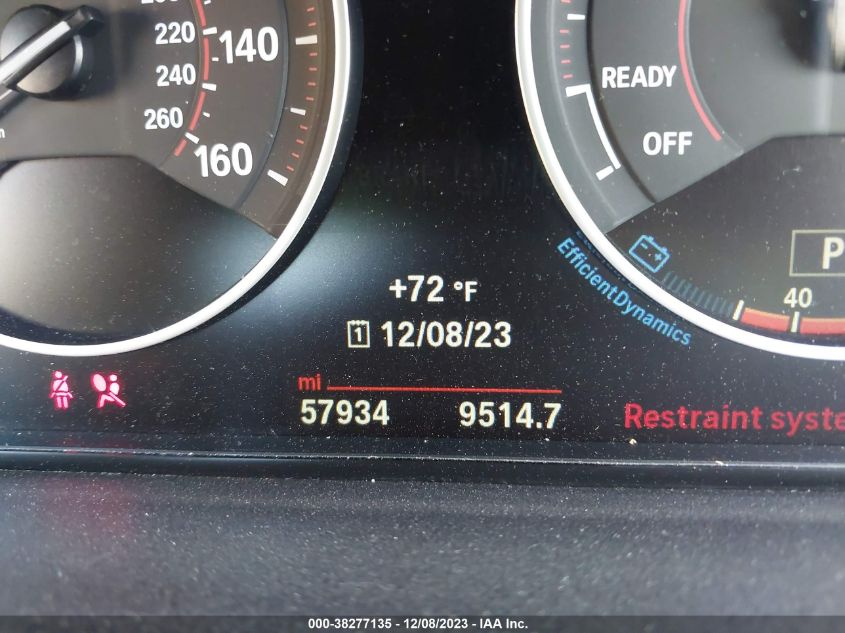 220
140
240
260
160
READY
OFF
P
EfficientDynamics
40
+72 °F
1 12/08/23
mi
57934 9514.7
Restraint syste
000-38277135 - 12/08/2023 - IAA Inc.